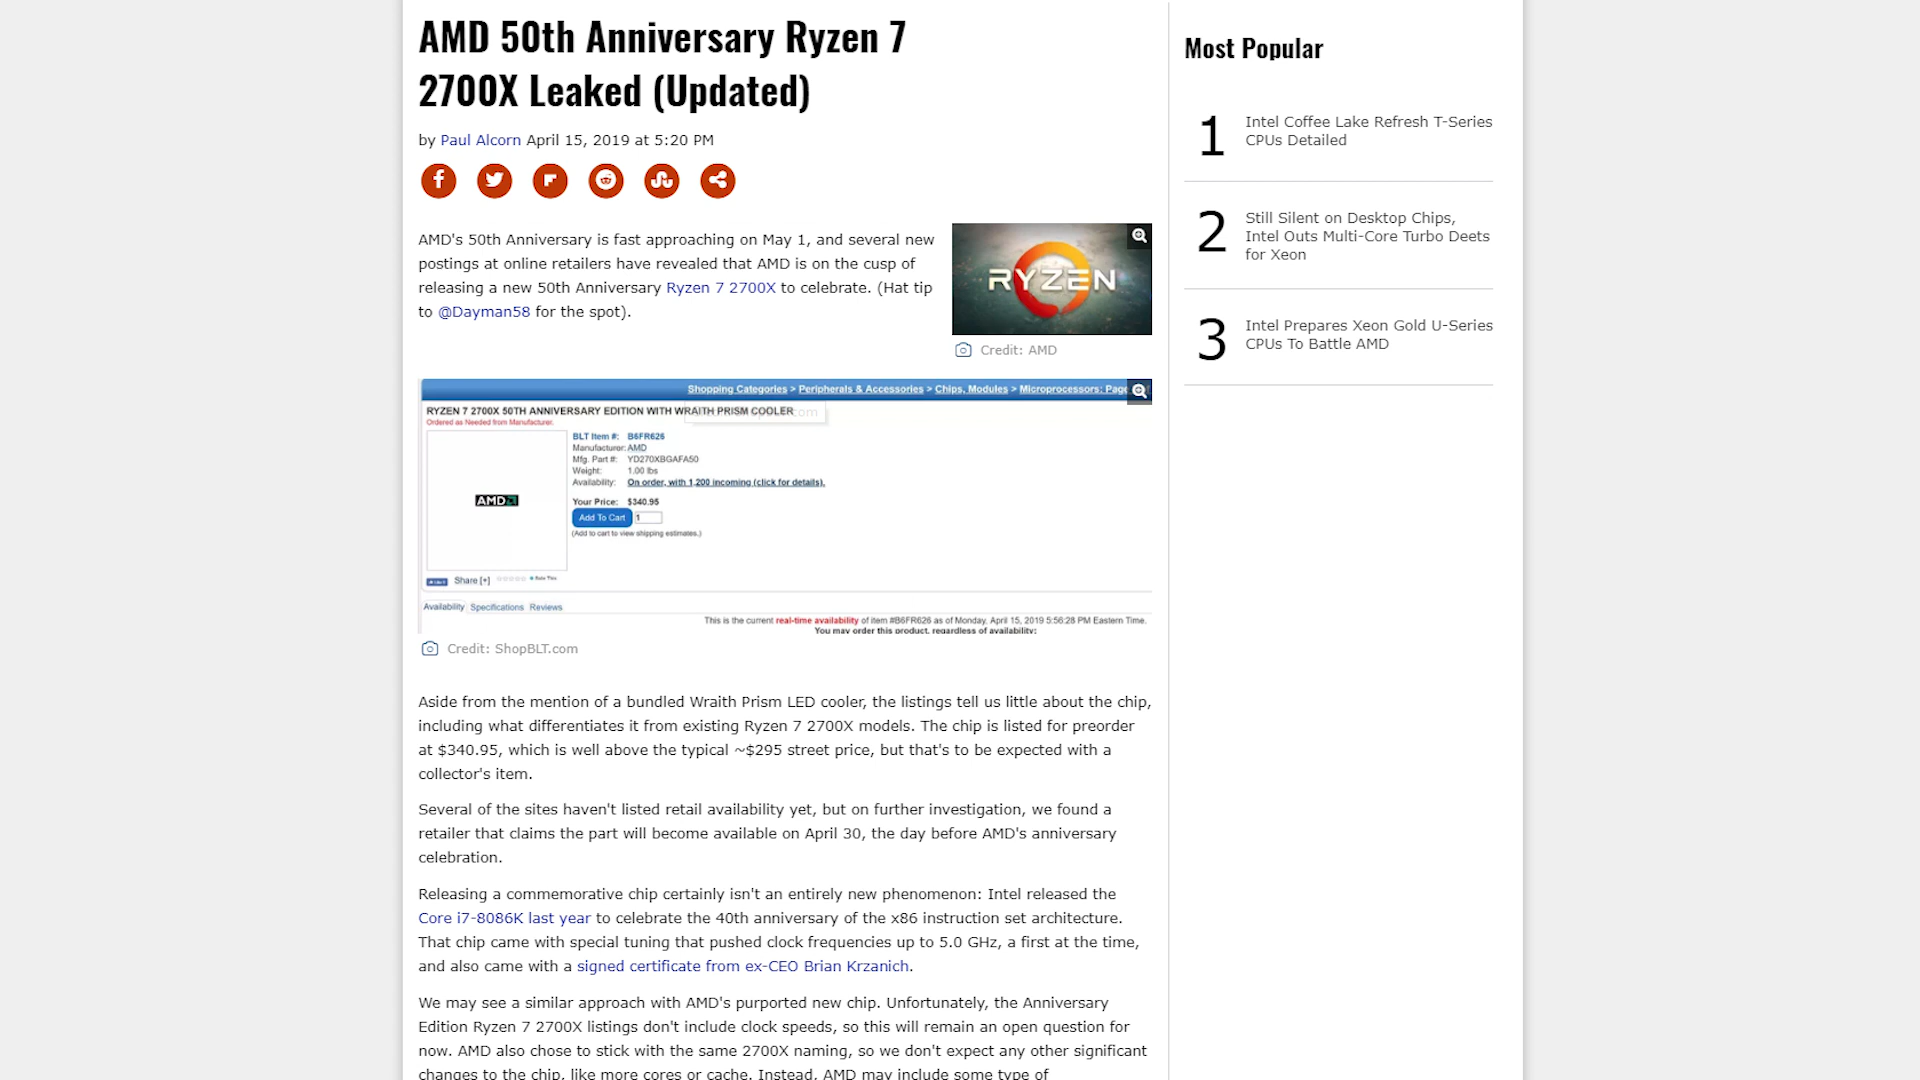 AMD 50th Anniversary Ryzen 7
2700X Leaked (Updated)
by Paul Alcorn April 15, 2019 at 5:20 PM
AMD's 50th Anniversary is fast approaching on May 1, and several new
postings at online retailers have revealed that AMD is on the cusp of
releasing a new 50th Anniversary Ryzen 7 2700X to celebrate. (Hat tip
to @Dayman58 for the spot).
RYZEN
Credit: AMD
Shopping Categories > Peripherals & Accessories > Chips, Modules > Microprocessors: Page
RYZEN 7 2700X 50TH ANNIVERSARY EDITION WITH WRAITH PRISM COOLER
Ordered as Needed from Manufacturer.
BLT Item #: B6FR626
Manufacturer: AMD
Mfg. Part #: YD270XBGAFA50
Weight: 1.00 lbs
Availability: On order, with 1,200 incoming (click for details).
AMD
Your Price: $340.95
Add To Cart 1
(Add to cart to view shipping estimates.)
Share [+] Rate This
Availability Specifications Reviews
This is the current real-time availability of item #B6FR626 as of Monday, April 15, 2019 5:56:28 PM Eastern Time.
You may order this product, regardless of availability:
Credit: ShopBLT.com
Aside from the mention of a bundled Wraith Prism LED cooler, the listings tell us little about the chip,
including what differentiates it from existing Ryzen 7 2700X models. The chip is listed for preorder
at $340.95, which is well above the typical ~$295 street price, but that's to be expected with a
collector's item.
Several of the sites haven't listed retail availability yet, but on further investigation, we found a
retailer that claims the part will become available on April 30, the day before AMD's anniversary
celebration.
Releasing a commemorative chip certainly isn't an entirely new phenomenon: Intel released the
Core i7-8086K last year to celebrate the 40th anniversary of the x86 instruction set architecture.
That chip came with special tuning that pushed clock frequencies up to 5.0 GHz, a first at the time,
and also came with a signed certificate from ex-CEO Brian Krzanich.
We may see a similar approach with AMD's purported new chip. Unfortunately, the Anniversary
Edition Ryzen 7 2700X listings don't include clock speeds, so this will remain an open question for
now. AMD also chose to stick with the same 2700X naming, so we don't expect any other significant
changes to the chip, like more cores or cache. Instead, AMD may include some type of
Most Popular
1
Intel Coffee Lake Refresh T-Series
CPUs Detailed
2
Still Silent on Desktop Chips,
Intel Outs Multi-Core Turbo Deets
for Xeon
3
Intel Prepares Xeon Gold U-Series
CPUs To Battle AMD